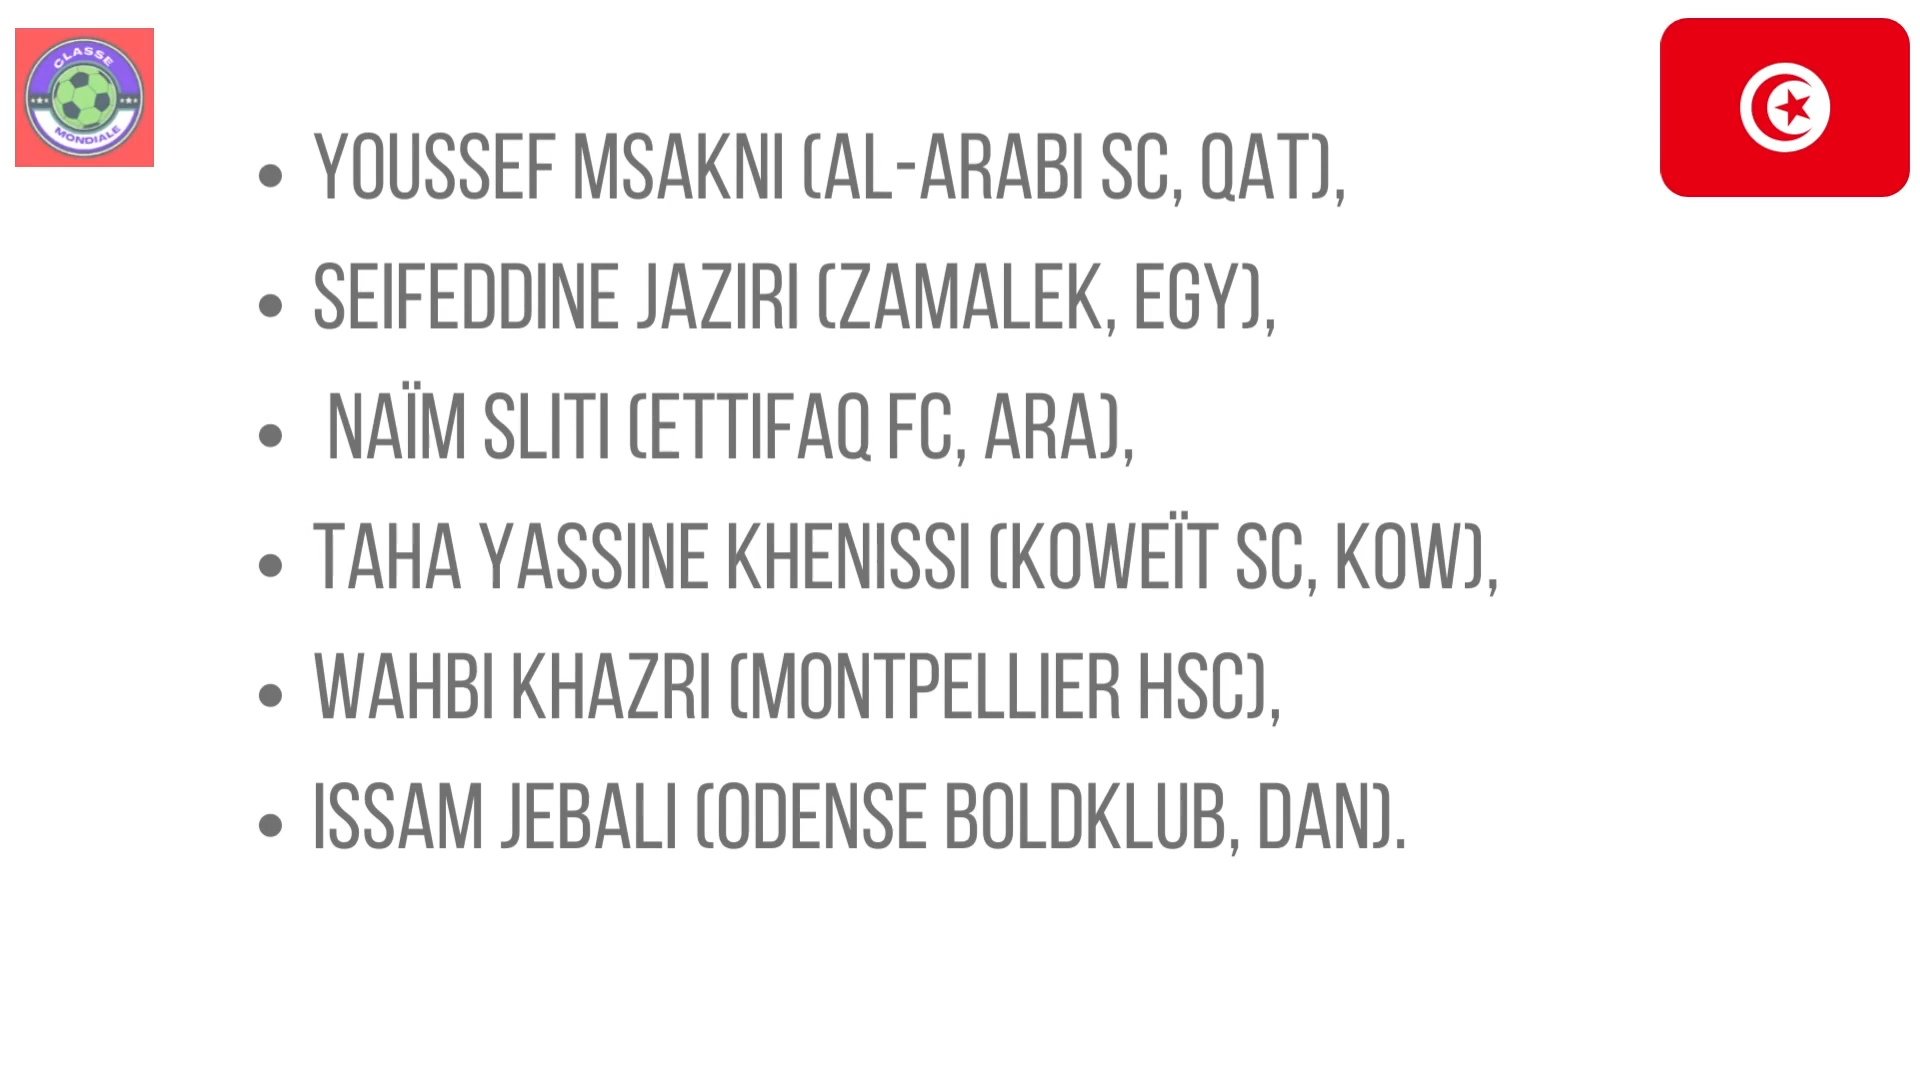 CLASSE
MONDIALE
YOUSSEF MSAKNI (AL-ARABI SC, QAT),
SEIFEDDINE JAZIRI (ZAMALEK, EGY),
NAÏM SLITI (ETTIFAQ FC, ARA),
TAHA YASSINE KHENISSI (KOWEÏT SC, KOW),
WAHBI KHAZRI (MONTPELLIER HSC),
ISSAM JEBALI (ODENSE BOLDKLUB, DAN).